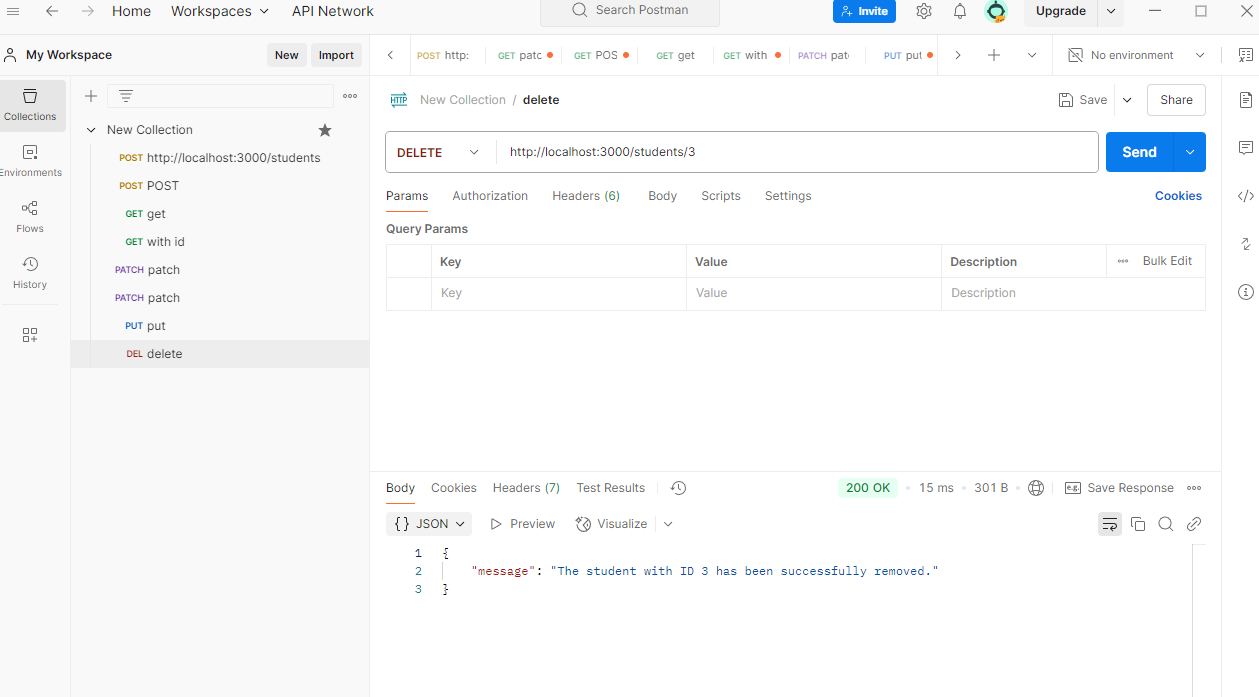 Home Workspaces API Network Search Postman Invite Upgrade
My Workspace New Import
POST http: GET patc GET POS GET get GET with PATCH pat PUT put No environment
Collections
Environments
Flows
History
New Collection
POST http://localhost:3000/students
POST POST
GET get
GET with id
PATCH patch
PATCH patch
PUT put
DEL delete
HTTP New Collection / delete Save Share
DELETE http://localhost:3000/students/3 Send
Params Authorization Headers (6) Body Scripts Settings Cookies
Query Params
Key Value Description Bulk Edit
Key Value Description
Body Cookies Headers (7) Test Results 200 OK 15 ms 301 B e.g. Save Response
{} JSON Preview Visualize
1 {
2 "message": "The student with ID 3 has been successfully removed."
3 }